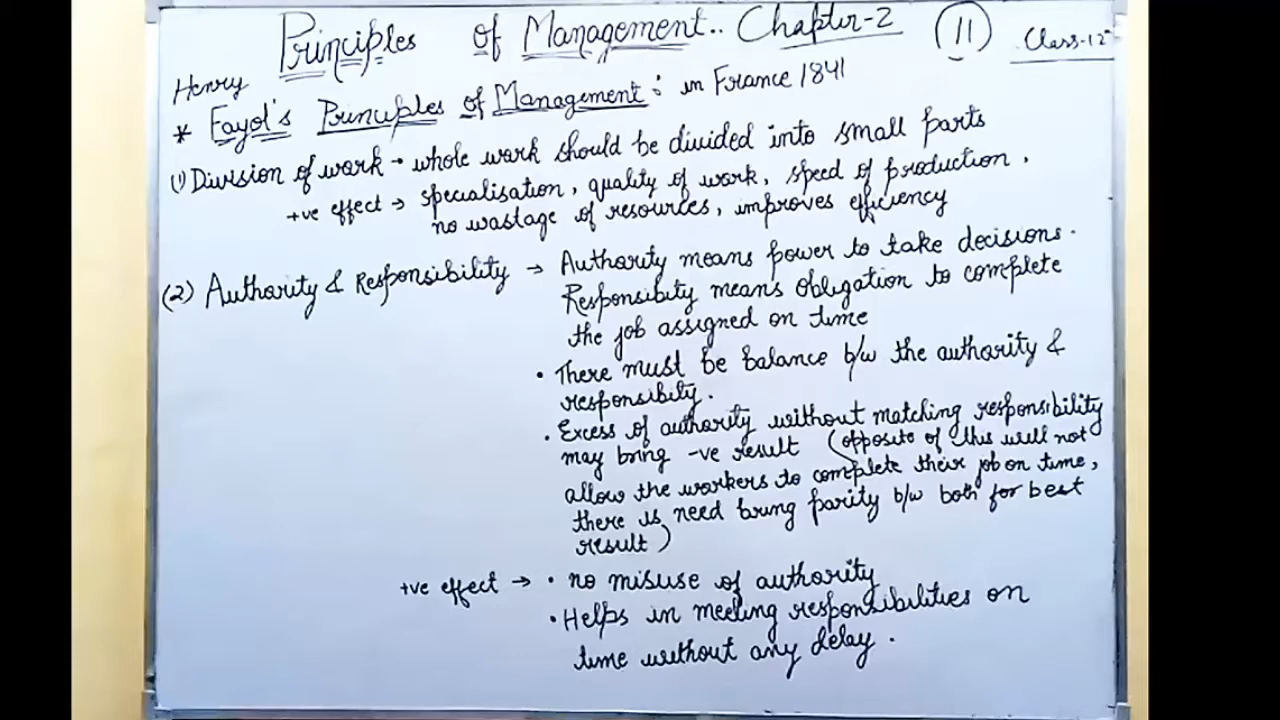 Principles of Management.. Chapter-2 (11) Class-12
Henry
* Fayol's Principles of Management : in France 1841
(1) Division of work - whole work should be divided into small parts
+ve effect → specialisation, quality of work, speed of production,
no wastage of resources, improves efficiency
(2) Authority & Responsibility → Authority means power to take decisions.
Responsibity means obligation to complete
the job assigned on time
• There must be balance b/w the authority &
responsibity.
• Excess of authority without matching responsibility
may bring -ve result (opposite of this will not
allow the workers to complete their job on time,
there is need bring parity b/w both for best
result)
+ve effect → • no misuse of authority
• Helps in meeting responsibilities on
time without any delay.